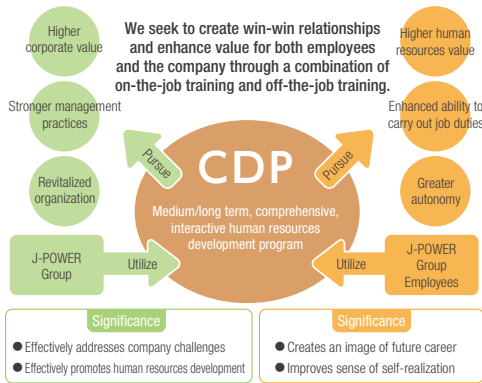 We seek to create win-win relationships
and enhance value for both employees
and the company through a combination of
on-the-job training and off-the-job training.
Higher
corporate value
Stronger management
practices
Revitalized
organization
J-POWER
Group
Pursue
Utilize
CDP
Medium/long term, comprehensive,
interactive human resources
development program
Pursue
Utilize
Higher human
resources value
Enhanced ability to
carry out job duties
Greater
autonomy
J-POWER
Group
Employees
Significance
● Effectively addresses company challenges
● Effectively promotes human resources development
Significance
● Creates an image of future career
● Improves sense of self-realization